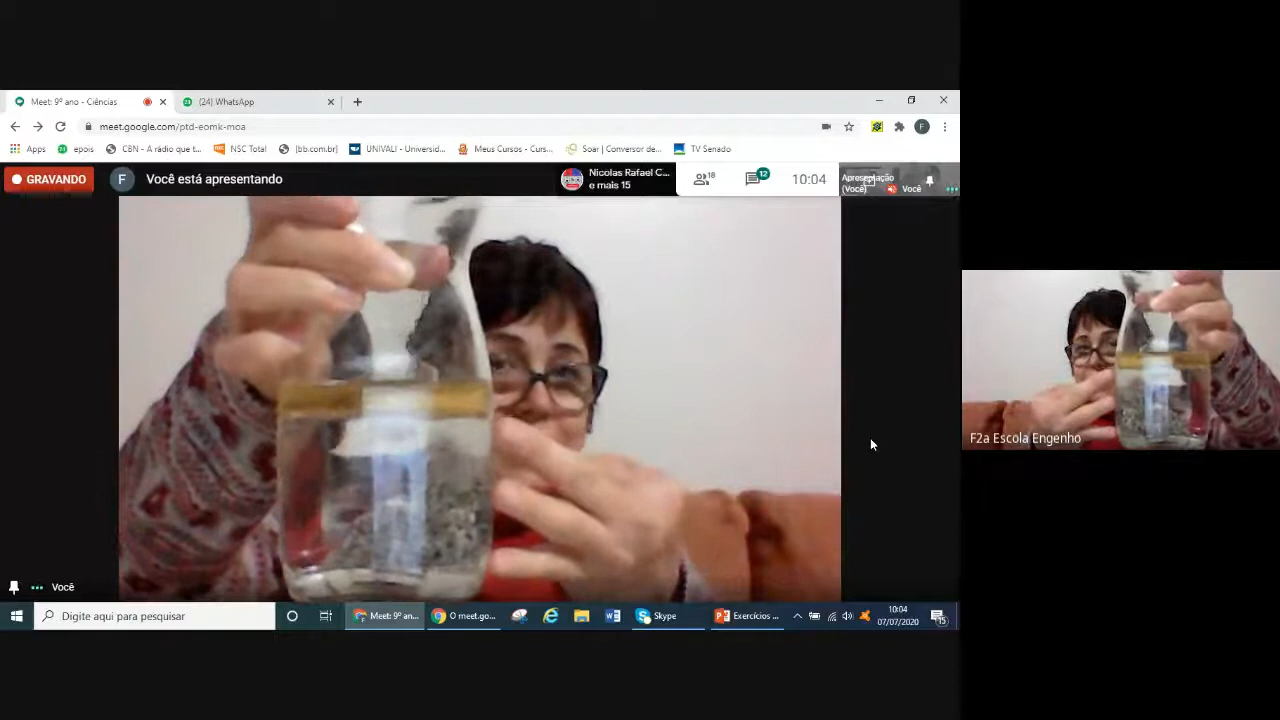 Meet: 9º ano - Ciências
(24) WhatsApp
meet.google.com/ptd-eomk-moa
Apps
epois
CBN - A rádio que t...
NSC Total
[bb.com.br]
UNIVALI - Universid...
Meus Cursos - Curs...
Soar | Conversor de...
TV Senado
GRAVANDO
F
Você está apresentando
Nicolas Rafael C...
e mais 15
18
12
10:04
Apresentação
(Você)
Você
F2a Escola Engenho
Você
Digite aqui para pesquisar
Meet: 9º an...
O meet.go...
Skype
Exercícios ...
10:04
07/07/2020
15